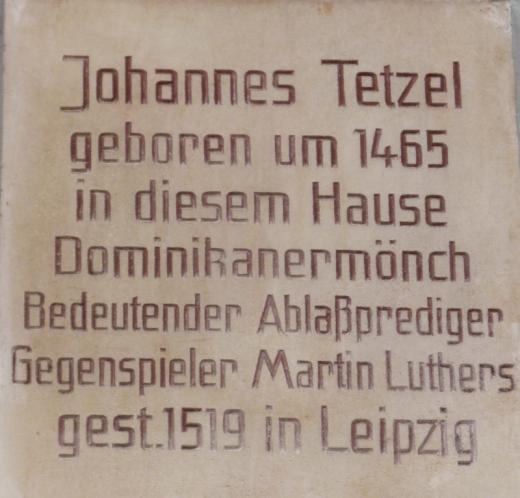 Johannes Tetzel
geboren um 1465
in diesem Hause
Dominikanermönch
Bedeutender Ablaßprediger
Gegenspieler Martin Luthers
gest. 1519 in Leipzig